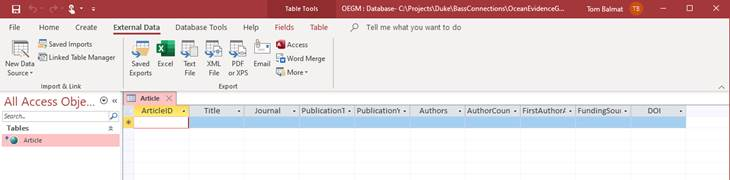 Table Tools
OEGM : Database- C:\Projects\Duke\BassConnections\OceanEvidenceG...
Tom Balmat
TB
File
Home
Create
External Data
Database Tools
Help
Fields
Table
Tell me what you want to do
New Data Source
Saved Imports
Linked Table Manager
Import & Link
Saved Exports
Excel
Text File
XML File
PDF or XPS
Email
Access
Word Merge
More
Export
All Access Obje...
Search...
Tables
Article
Article
ArticleID
Title
Journal
PublicationT
PublicationY
Authors
AuthorCoun
FirstAuthorA
FundingSour
DOI